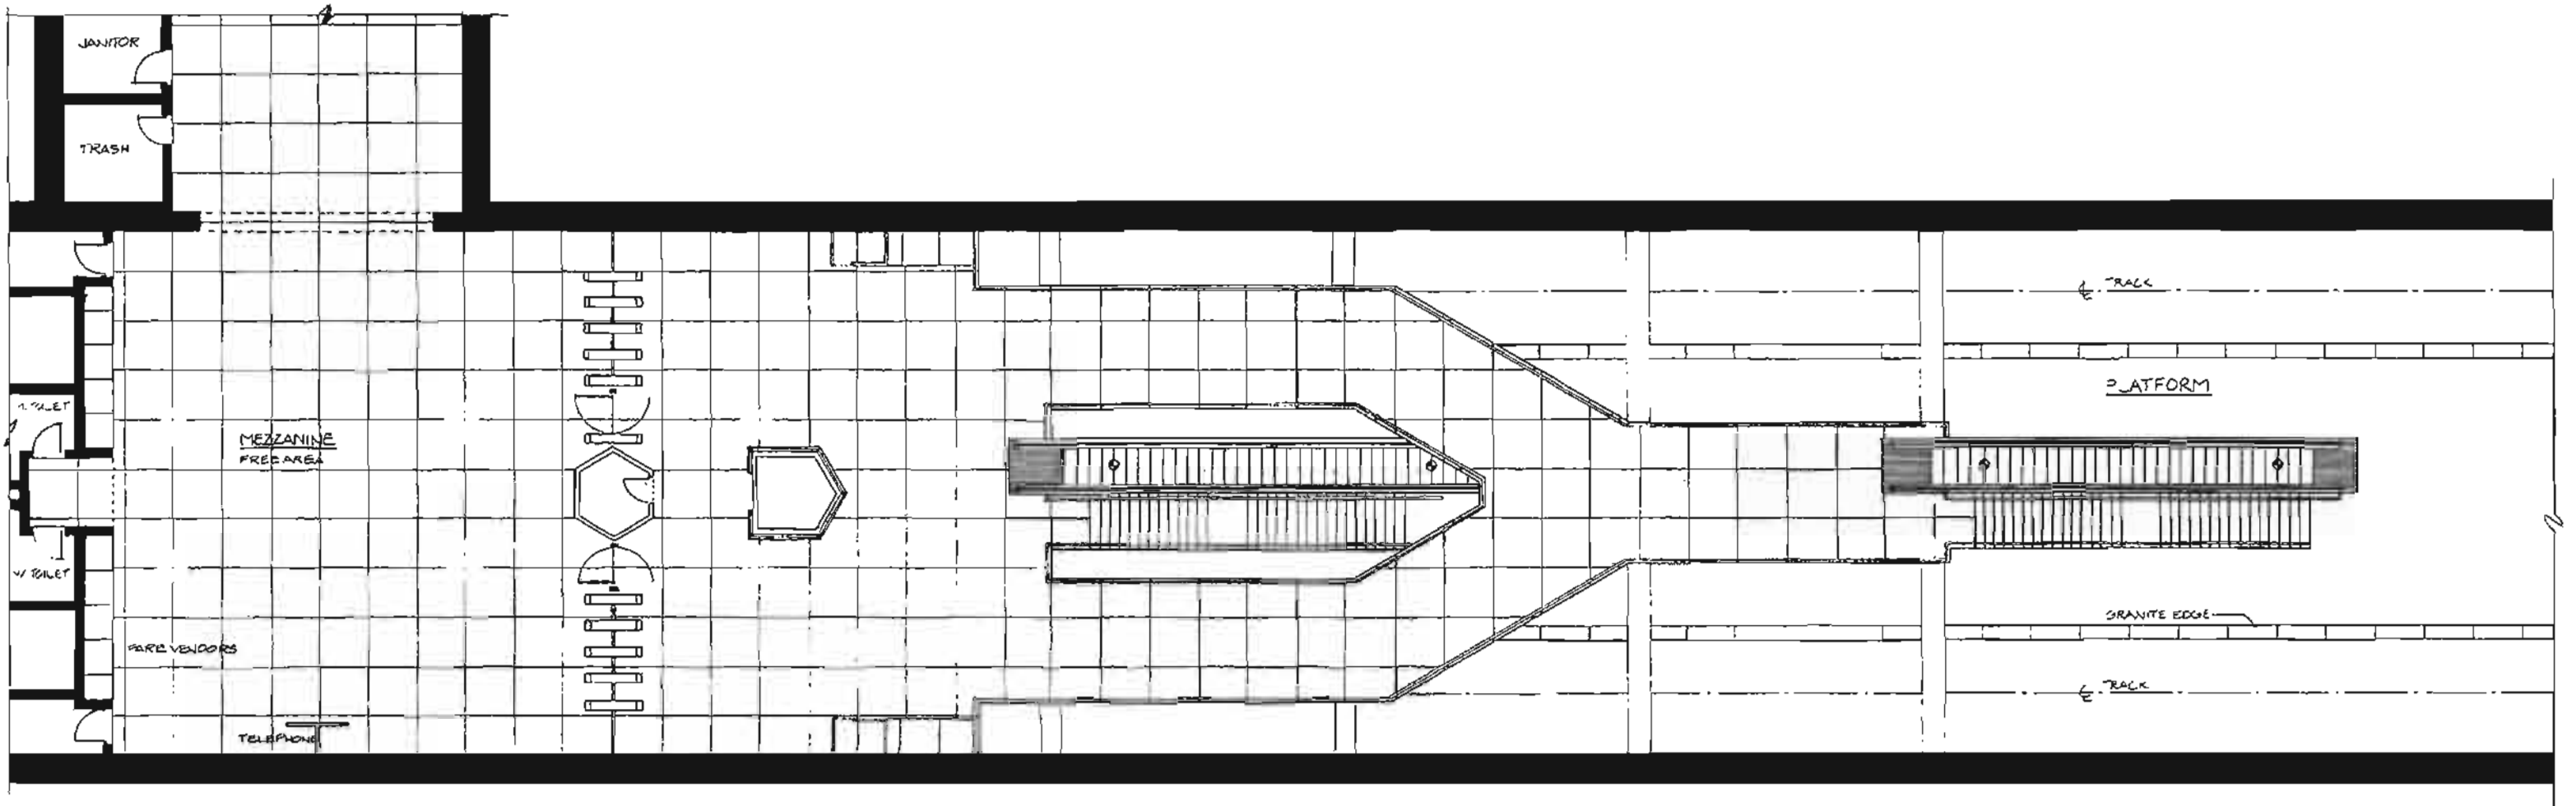 JANITOR
TRASH
TRACK
PLATFORM
TOILET
MEZZANINE
FREE AREA
W TOILET
GRANITE EDGE
FARE VENDORS
TRACK
TELEPHONE